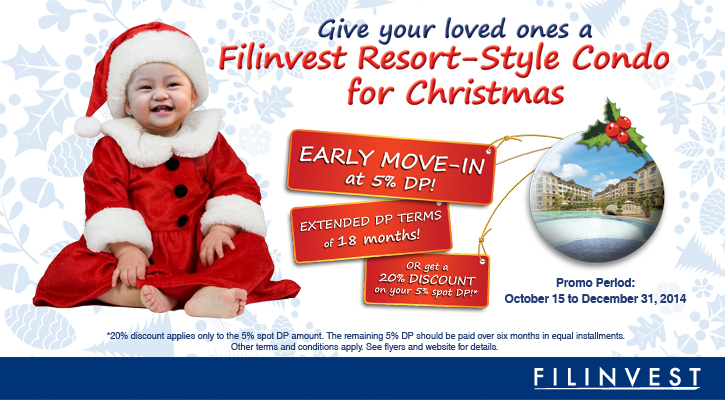 Give your loved ones a
Filinvest Resort-Style Condo
for Christmas
EARLY MOVE-IN
at 5% DP!
EXTENDED DP TERMS
of 18 months!
OR get a
20% DISCOUNT
on your 5% spot DP!*
Promo Period:
October 15 to December 31, 2014
*20% discount applies only to the 5% spot DP amount. The remaining 5% DP should be paid over six months in equal installments.
Other terms and conditions apply. See flyers and website for details.
FILINVEST